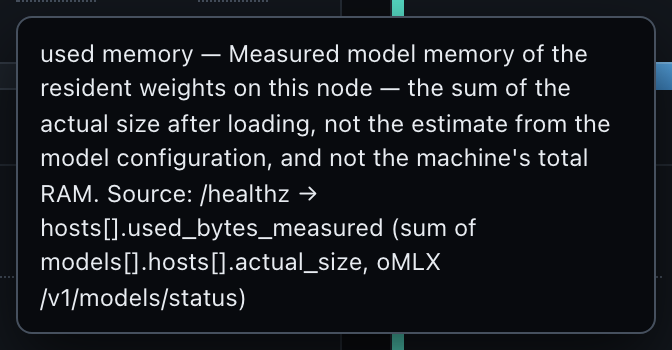 used memory — Measured model memory of the
resident weights on this node — the sum of the
actual size after loading, not the estimate from the
model configuration, and not the machine's total
RAM. Source: /healthz →
hosts[].used_bytes_measured (sum of
models[].hosts[].actual_size, oMLX
/v1/models/status)